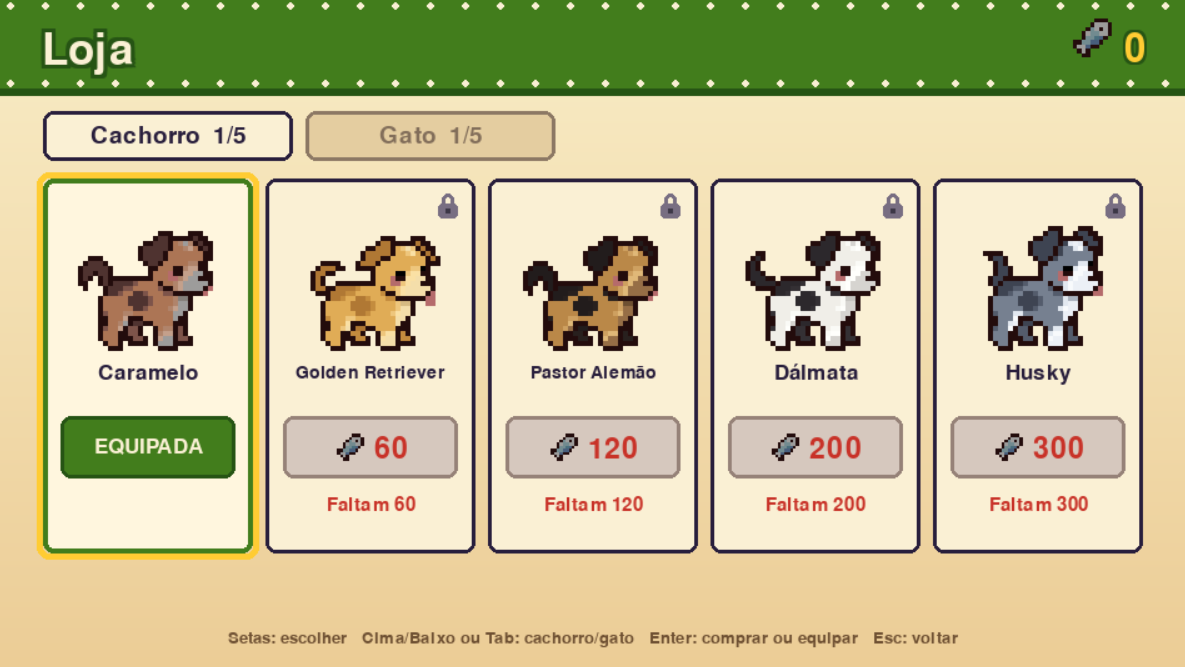 Loja
0
Cachorro 1/5
Gato 1/5
Caramelo
Golden Retriever
Pastor Alemão
Dálmata
Husky
EQUIPADA
60
120
200
300
Faltam 60
Faltam 120
Faltam 200
Faltam 300
Setas: escolher Cima/Baixo ou Tab: cachorro/gato Enter: comprar ou equipar Esc: voltar